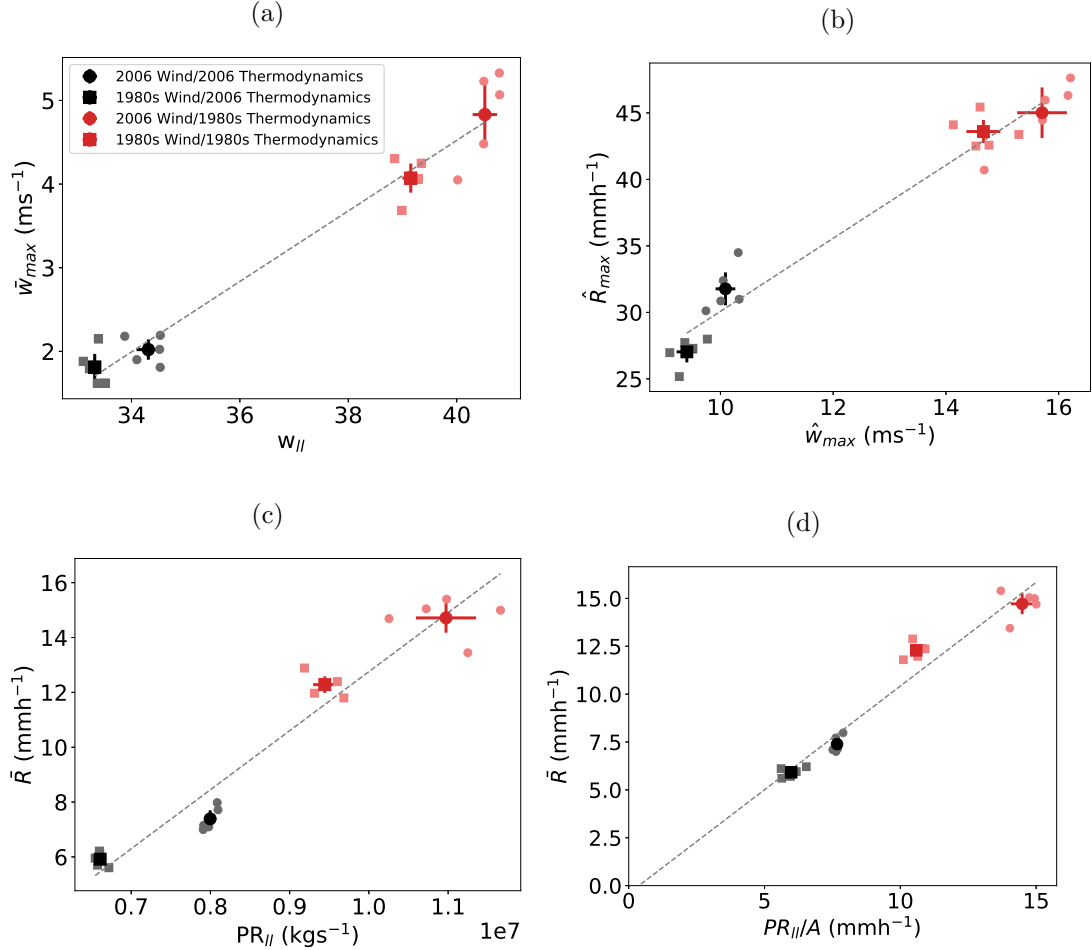 (a)
2006 Wind/2006 Thermodynamics
1980s Wind/2006 Thermodynamics
2006 Wind/1980s Thermodynamics
1980s Wind/1980s Thermodynamics
5
4
3
2
w̄max (ms−1)
34 36 38 40
wll
(b)
45
40
35
30
25
R̂max (mmh−1)
10 12 14 16
ŵmax (ms−1)
(c)
16
14
12
10
8
6
R̄ (mmh−1)
0.7 0.8 0.9 1.0 1.1
1e7
PRll (kgs−1)
(d)
15.0
12.5
10.0
7.5
5.0
2.5
0.0
R̄ (mmh−1)
0 5 10 15
PRll/A (mmh−1)